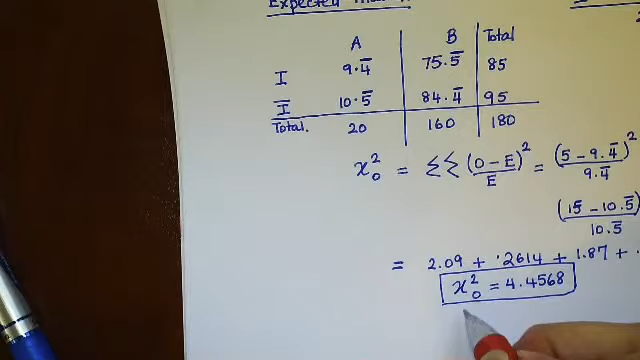 Expected
A B Total
I 9.4̅ 75.5̅ 85
I̅I̅ 10.5̅ 84.4̅ 95
Total. 20 160 180
χ²₀ = ΣΣ (O − E)²/E = (5 − 9.4̅)²/9.4̅
(15 − 10.5̅)/10.5̅
= 2.09 + .2614 + 1.87 + .
χ²₀ = 4.4568